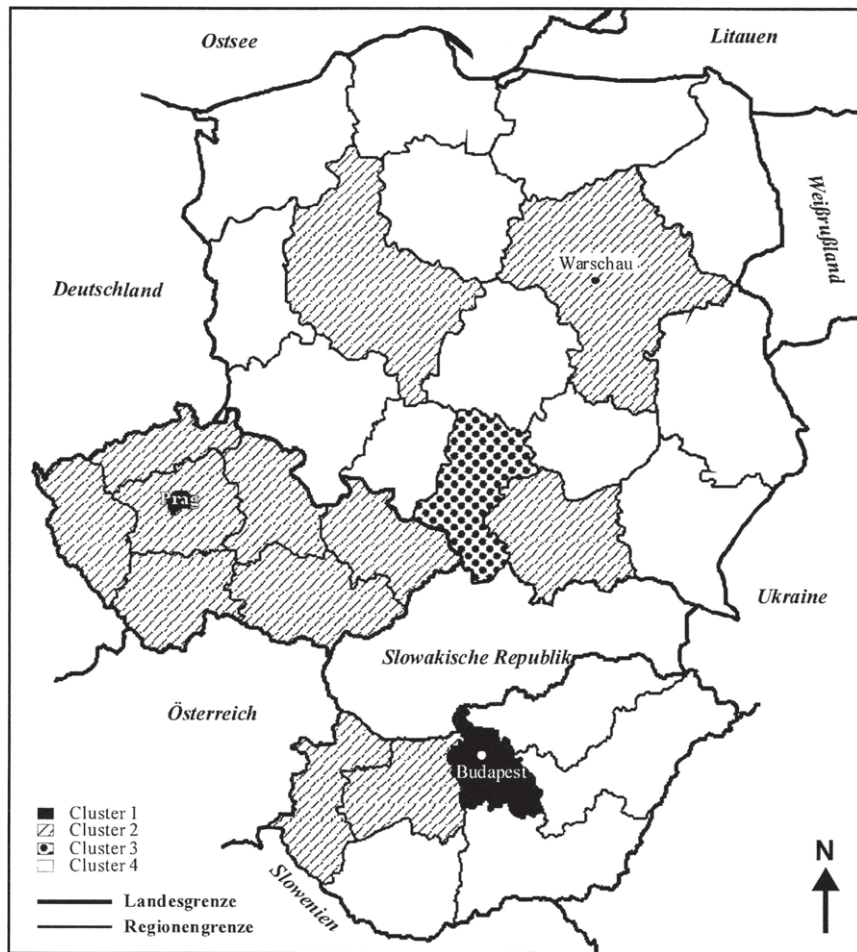 Ostsee
Litauen
Weißrußland
Warschau
Deutschland
Prag
Ukraine
Slowakische Republik
Österreich
Budapest
Cluster 1
Cluster 2
Cluster 3
Cluster 4
Slowenien
N
Landesgrenze
Regionengrenze